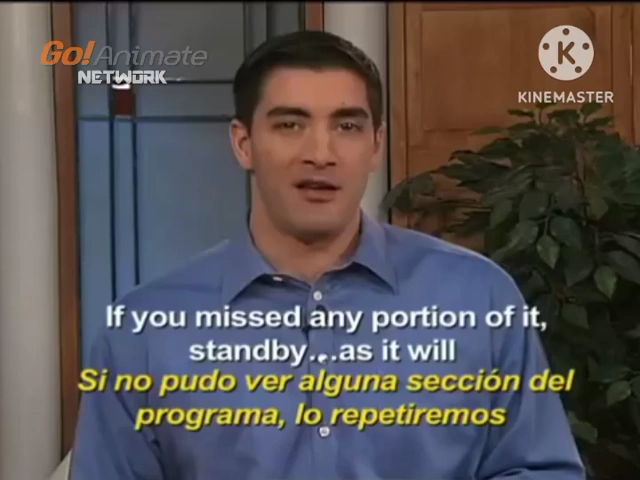 Go!Animate
NETWORK
KINEMASTER
If you missed any portion of it,
standby...as it will
Si no pudo ver alguna sección del
programa, lo repetiremos